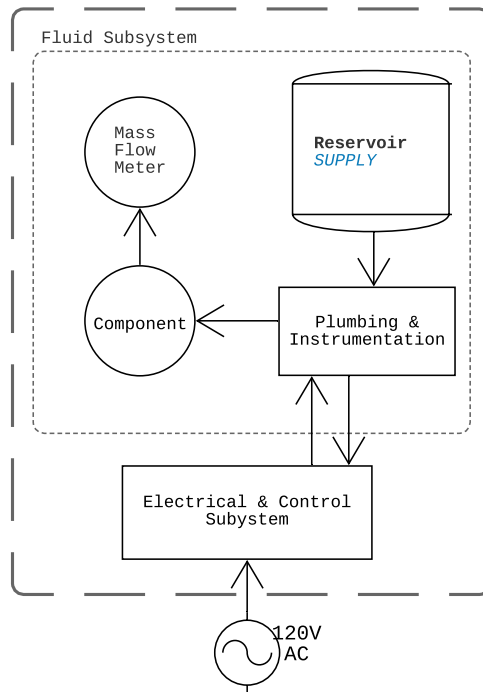 Fluid Subsystem
Mass
Flow
Meter
Reservoir
SUPPLY
Component
Plumbing &
Instrumentation
Electrical & Control
Subystem
120V
AC